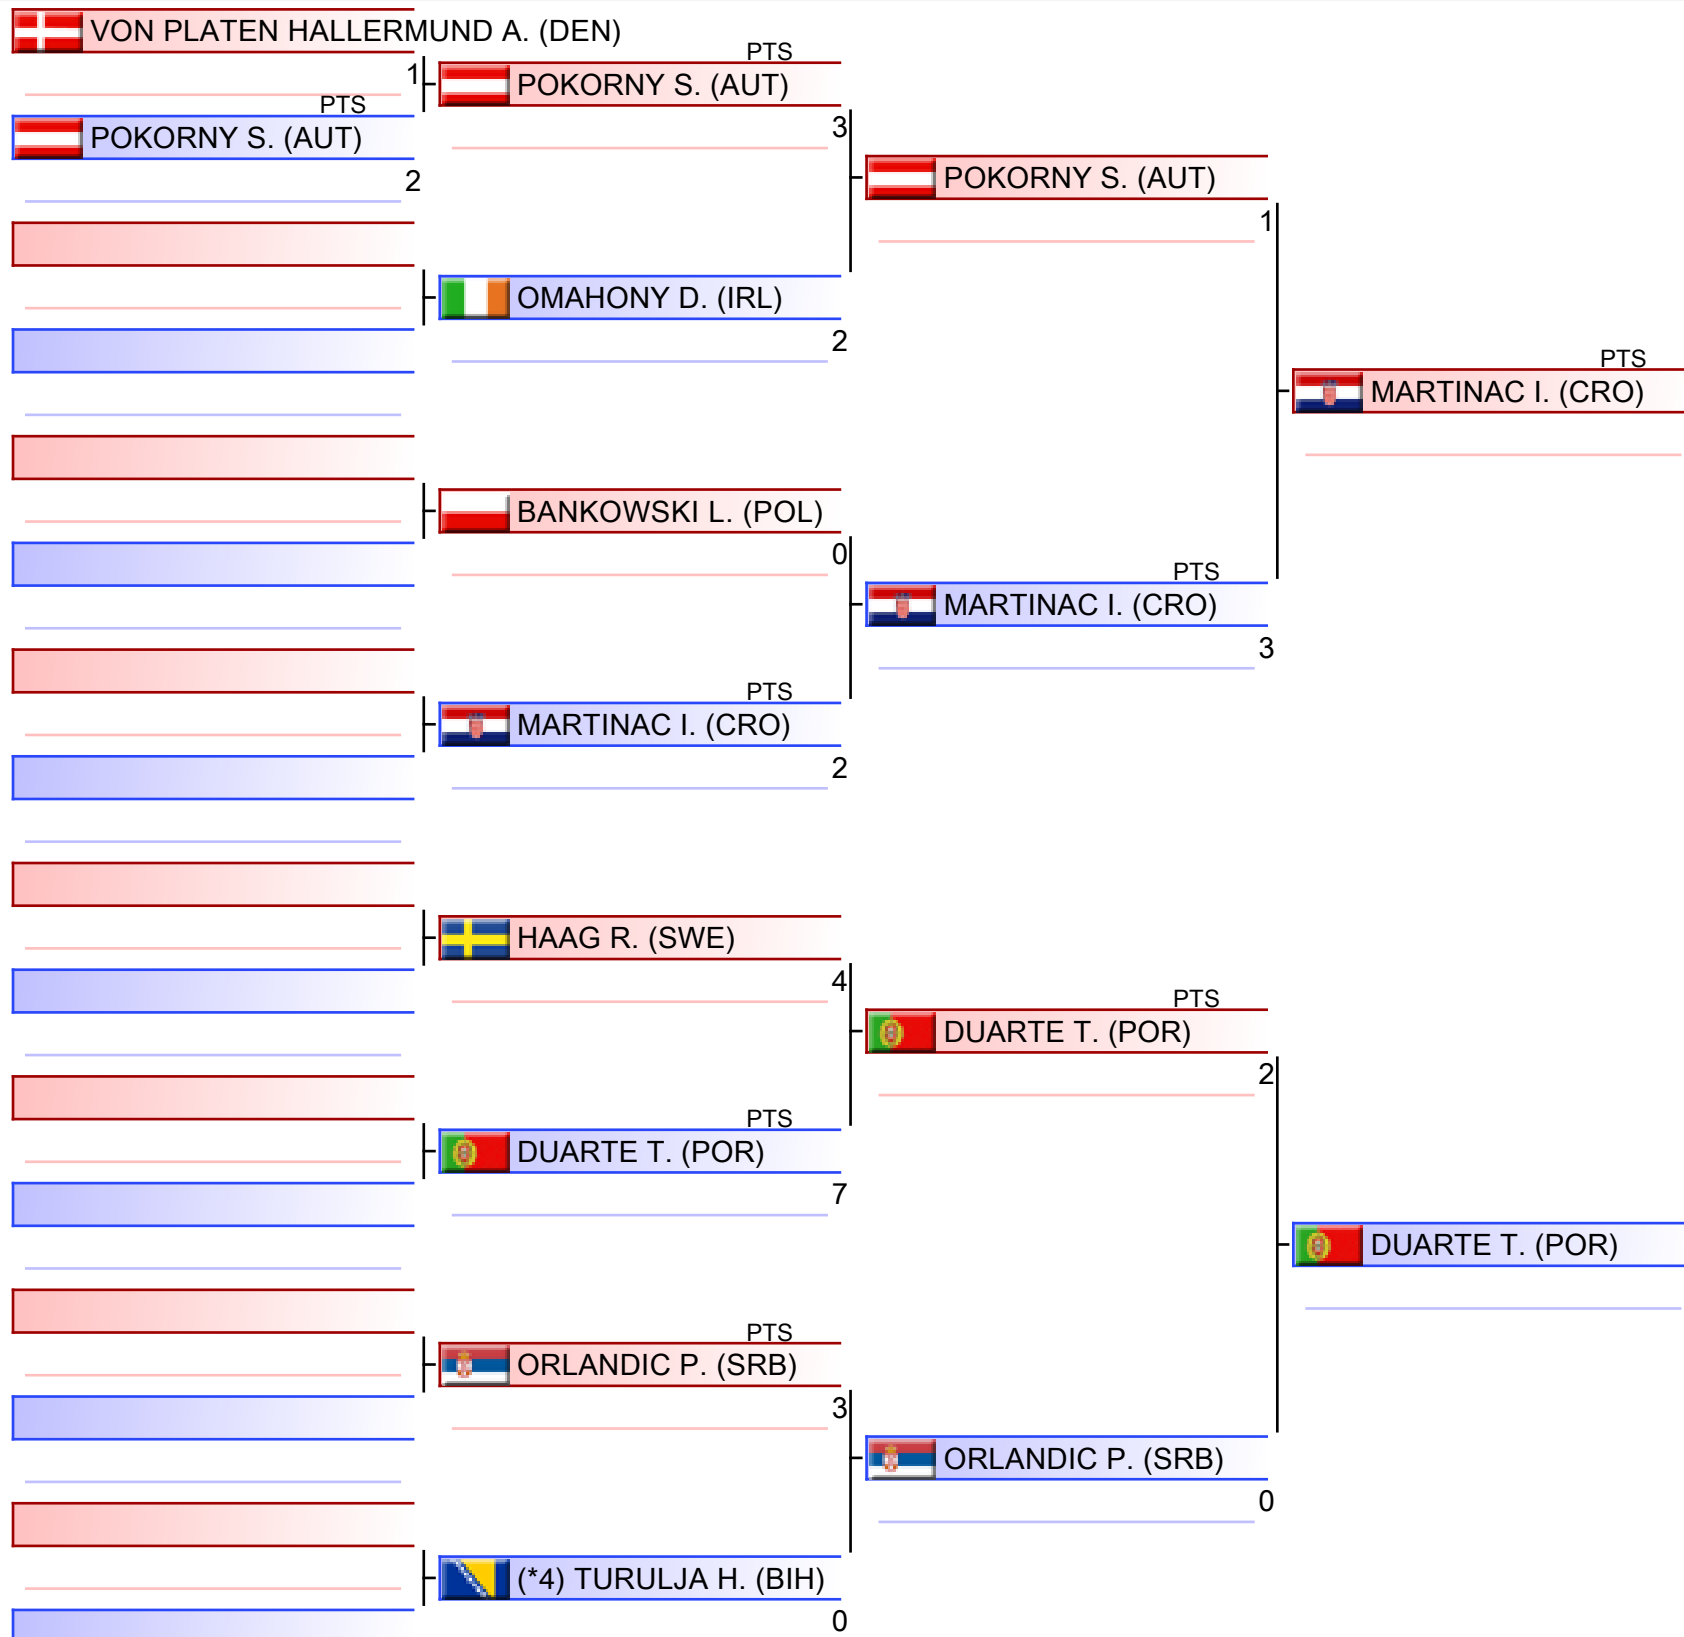 VON PLATEN HALLERMUND A. (DEN)
1
PTS
POKORNY S. (AUT)
2
PTS
POKORNY S. (AUT)
3
OMAHONY D. (IRL)
2
BANKOWSKI L. (POL)
0
PTS
MARTINAC I. (CRO)
2
HAAG R. (SWE)
4
PTS
DUARTE T. (POR)
7
PTS
ORLANDIC P. (SRB)
3
(*4) TURULJA H. (BIH)
0
POKORNY S. (AUT)
1
PTS
MARTINAC I. (CRO)
3
PTS
DUARTE T. (POR)
2
ORLANDIC P. (SRB)
0
PTS
MARTINAC I. (CRO)
DUARTE T. (POR)